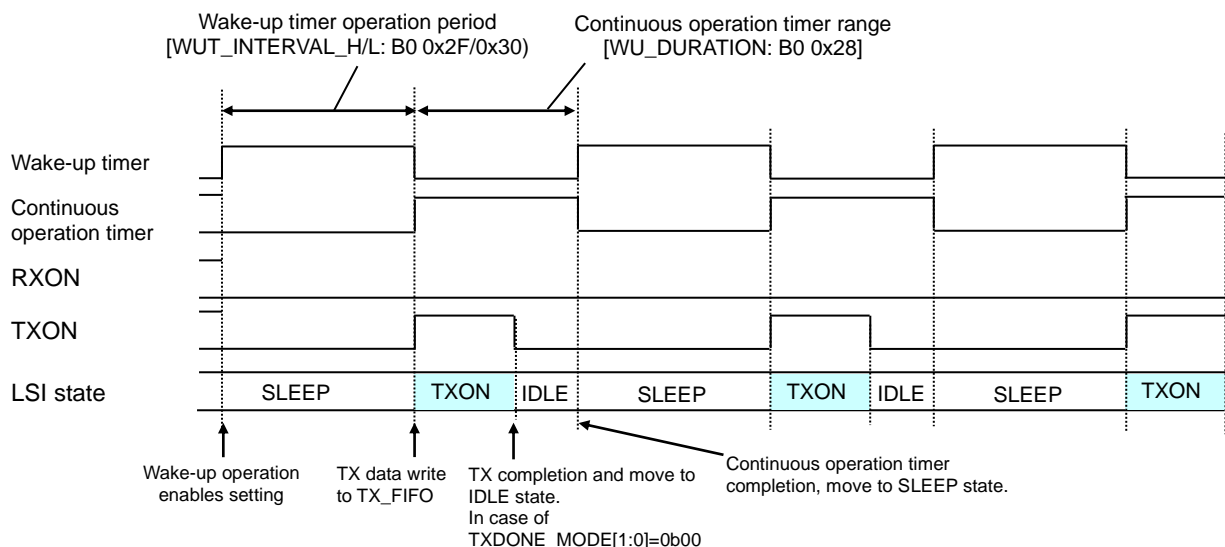 Wake-up timer operation period
[WUT_INTERVAL_H/L: B0 0x2F/0x30)
Continuous operation timer range
[WU_DURATION: B0 0x28]
Wake-up timer
Continuous
operation timer
RXON
TXON
LSI state
SLEEP
TXON
IDLE
SLEEP
TXON
IDLE
SLEEP
TXON
Wake-up operation
enables setting
TX data write
to TX_FIFO
TX completion and move to
IDLE state.
In case of
TXDONE_MODE[1:0]=0b00
Continuous operation timer
completion, move to SLEEP state.